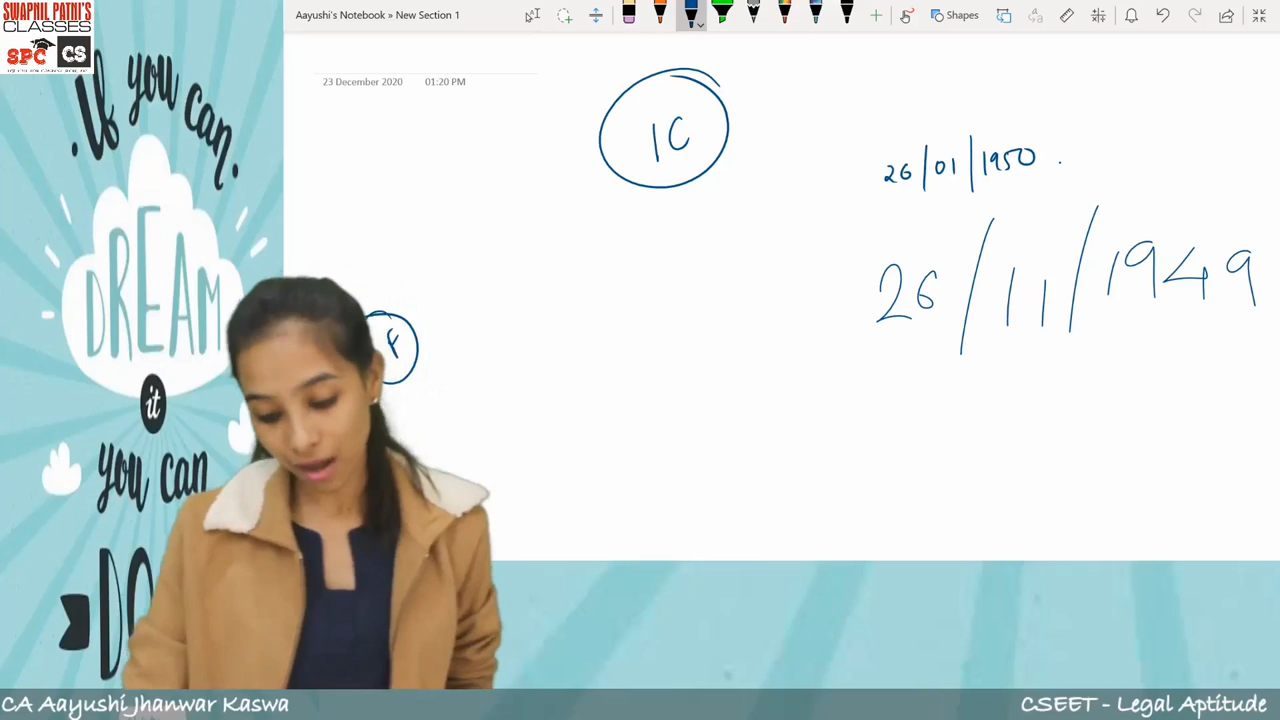 SWAPNIL PATNI'S
CLASSES
SPC CS
Aayushi's Notebook » New Section 1
Shapes
23 December 2020 01:20 PM
IC
26/01/1950
26/11/1949
F
If you can
DREAM
it
you can
DO
CA Aayushi Jhanwar Kaswa
CSEET - Legal Aptitude